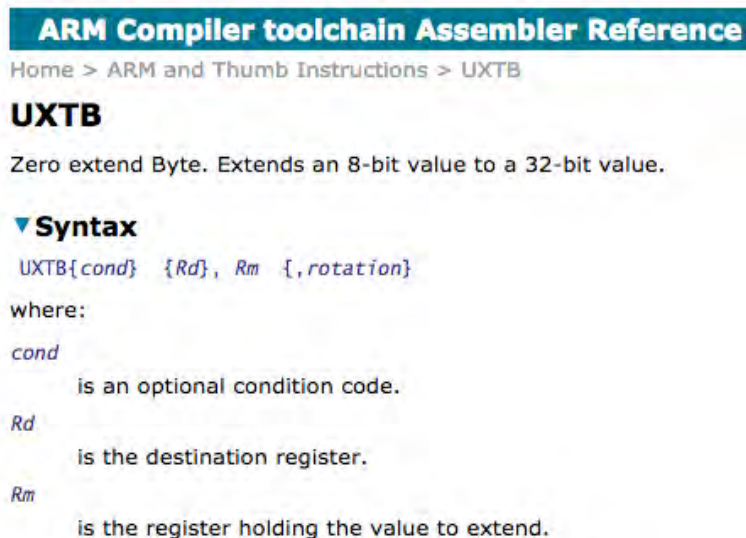 ARM Compiler toolchain Assembler Reference
Home > ARM and Thumb Instructions > UXTB
UXTB
Zero extend Byte. Extends an 8-bit value to a 32-bit value.
▼Syntax
UXTB{cond} {Rd}, Rm {,rotation}
where:
cond
is an optional condition code.
Rd
is the destination register.
Rm
is the register holding the value to extend.